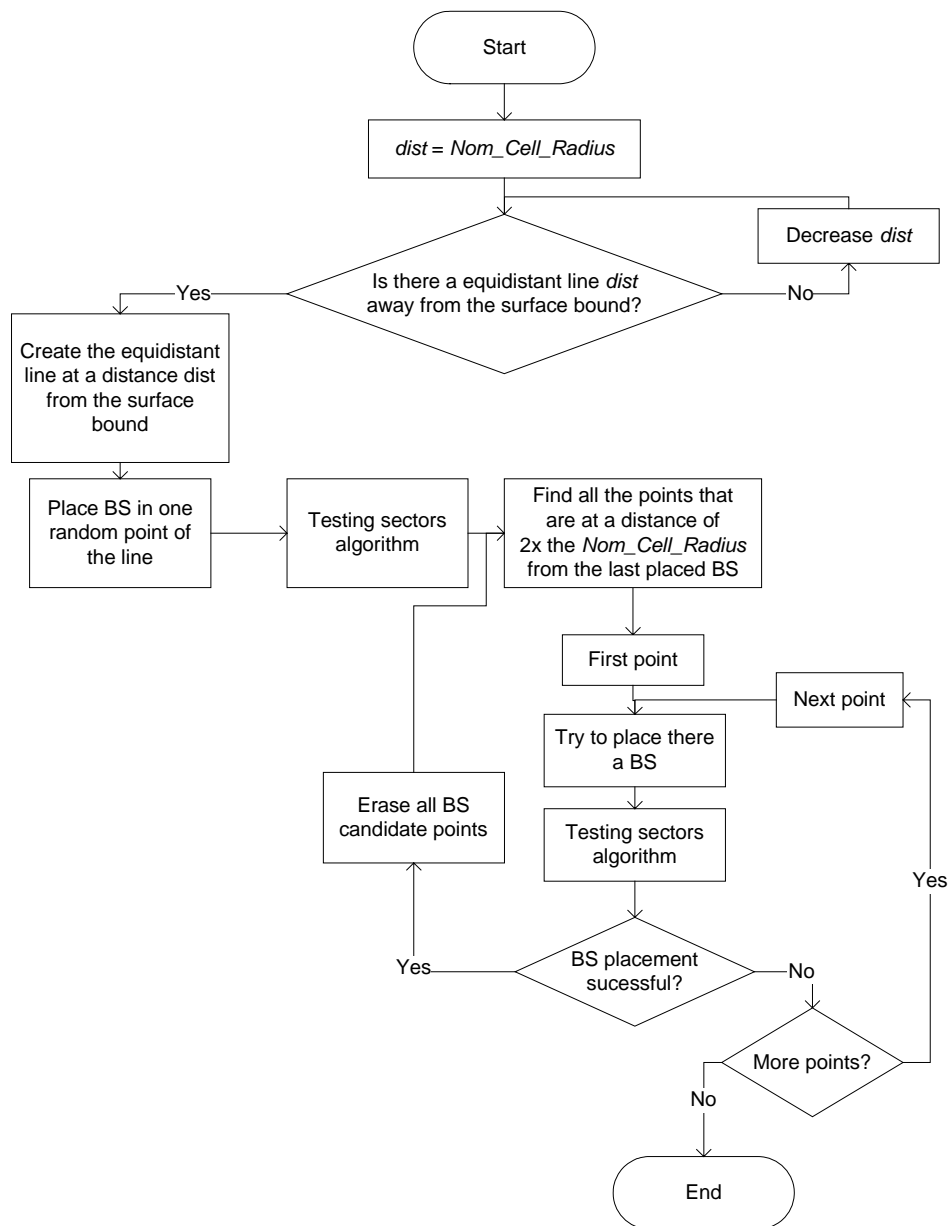 Start
dist = Nom_Cell_Radius
Decrease dist
Is there a equidistant line dist
away from the surface bound?
Yes
No
Create the equidistant
line at a distance dist
from the surface
bound
Place BS in one
random point of
the line
Testing sectors
algorithm
Find all the points that
are at a distance of
2x the Nom_Cell_Radius
from the last placed BS
First point
Next point
Try to place there
a BS
Erase all BS
candidate points
Testing sectors
algorithm
Yes
BS placement
sucessful?
Yes
No
More points?
No
End